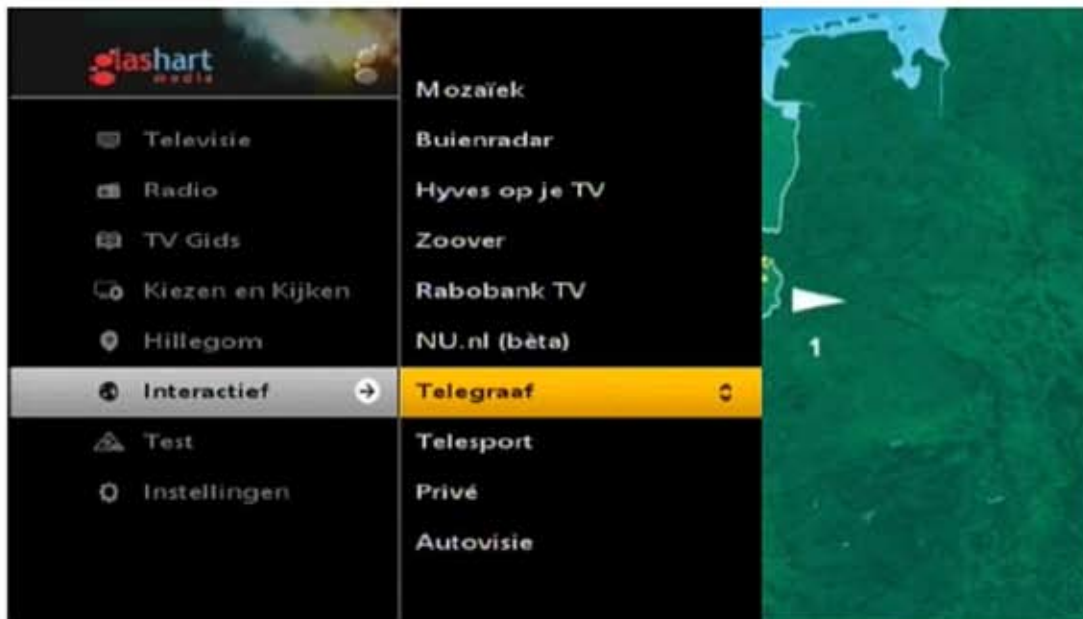 glashart
media
Televisie
Radio
TV Gids
Kiezen en Kijken
Hillegom
Interactief
Test
Instellingen
Mozaïek
Buienradar
Hyves op je TV
Zoover
Rabobank TV
NU.nl (bèta)
Telegraaf
Telesport
Privé
Autovisie
1